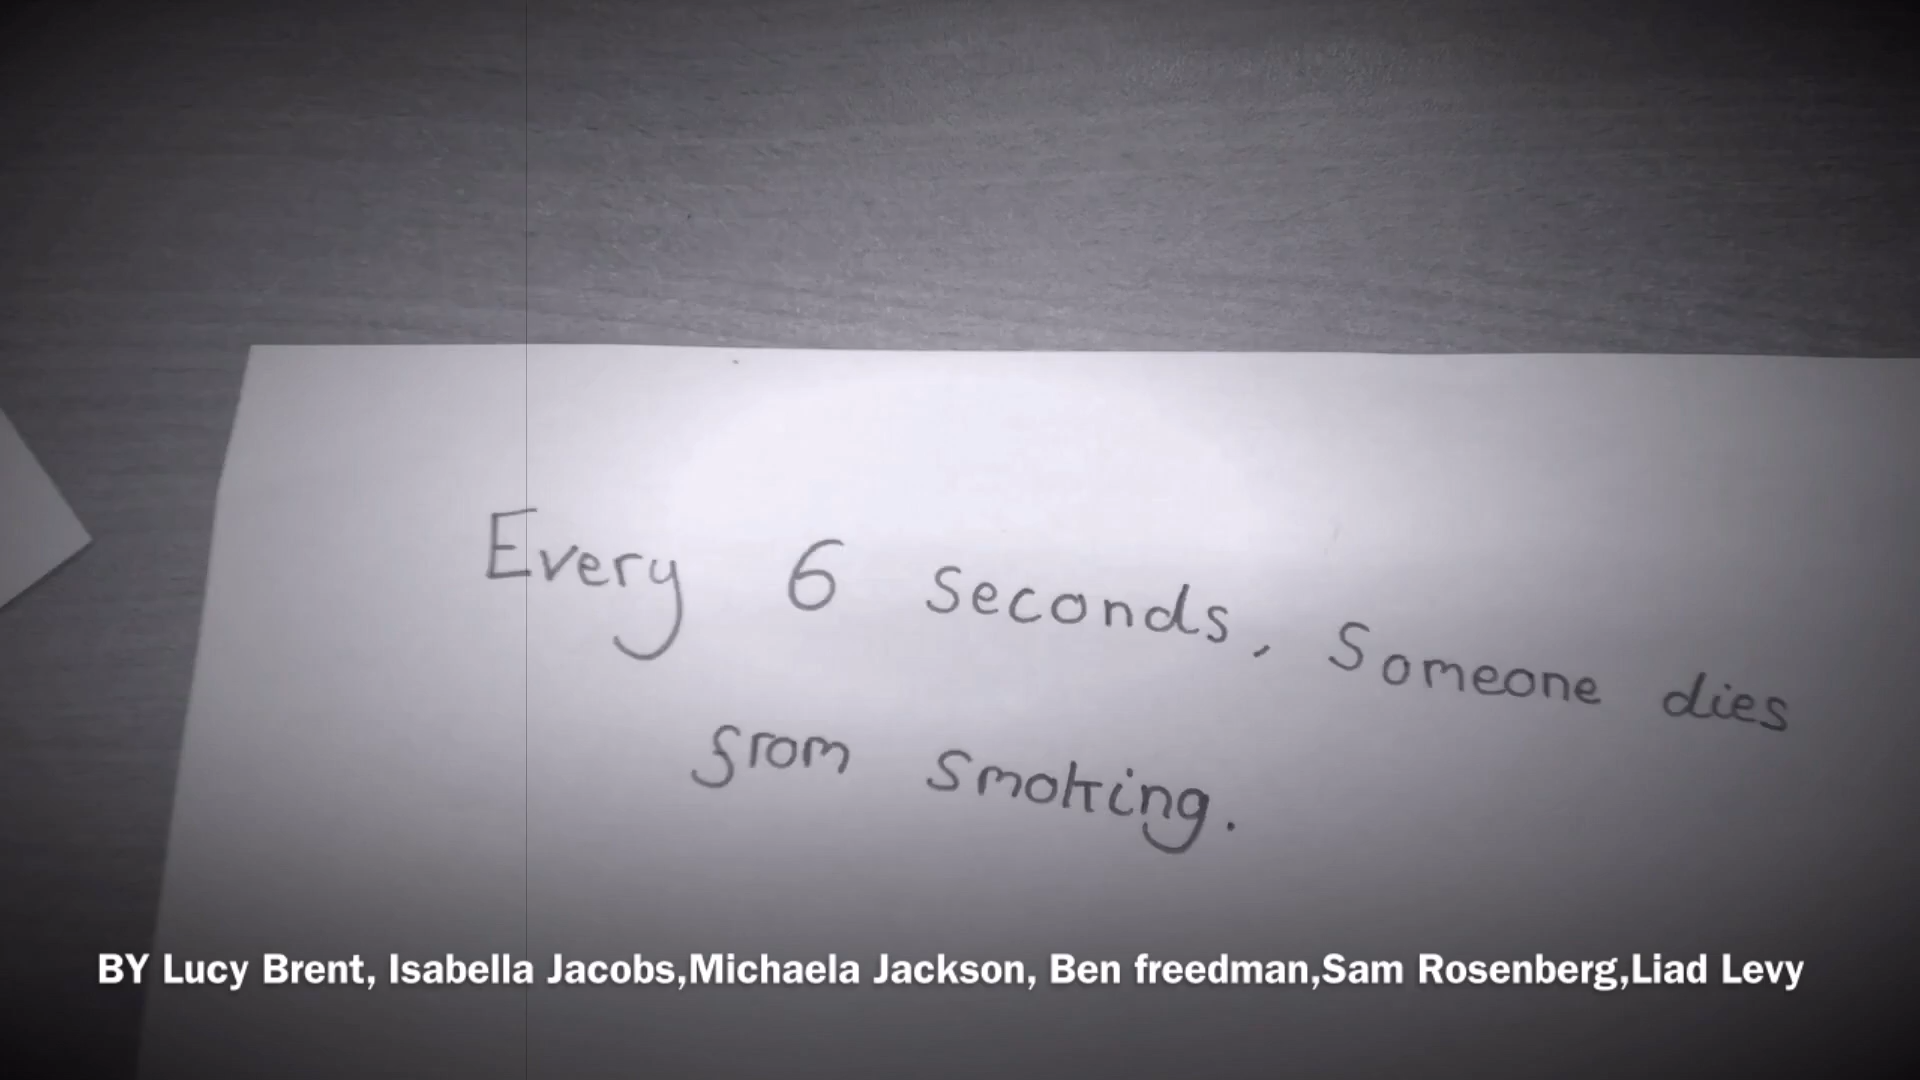 Every 6 Seconds, Someone dies
from smoking.
BY Lucy Brent, Isabella Jacobs,Michaela Jackson, Ben freedman,Sam Rosenberg,Liad Levy